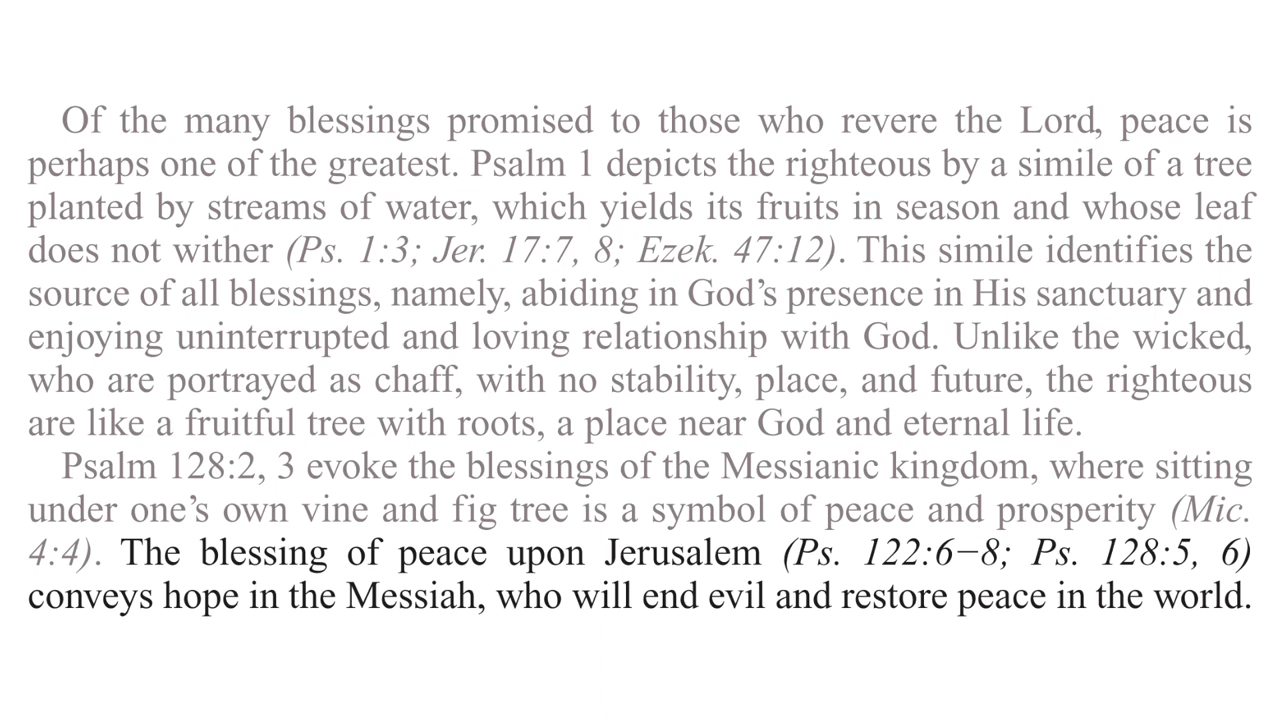 Of the many blessings promised to those who revere the Lord, peace is
perhaps one of the greatest. Psalm 1 depicts the righteous by a simile of a tree
planted by streams of water, which yields its fruits in season and whose leaf
does not wither (Ps. 1:3; Jer. 17:7, 8; Ezek. 47:12). This simile identifies the
source of all blessings, namely, abiding in God’s presence in His sanctuary and
enjoying uninterrupted and loving relationship with God. Unlike the wicked,
who are portrayed as chaff, with no stability, place, and future, the righteous
are like a fruitful tree with roots, a place near God and eternal life.
Psalm 128:2, 3 evoke the blessings of the Messianic kingdom, where sitting
under one’s own vine and fig tree is a symbol of peace and prosperity (Mic.
4:4). The blessing of peace upon Jerusalem (Ps. 122:6−8; Ps. 128:5, 6)
conveys hope in the Messiah, who will end evil and restore peace in the world.